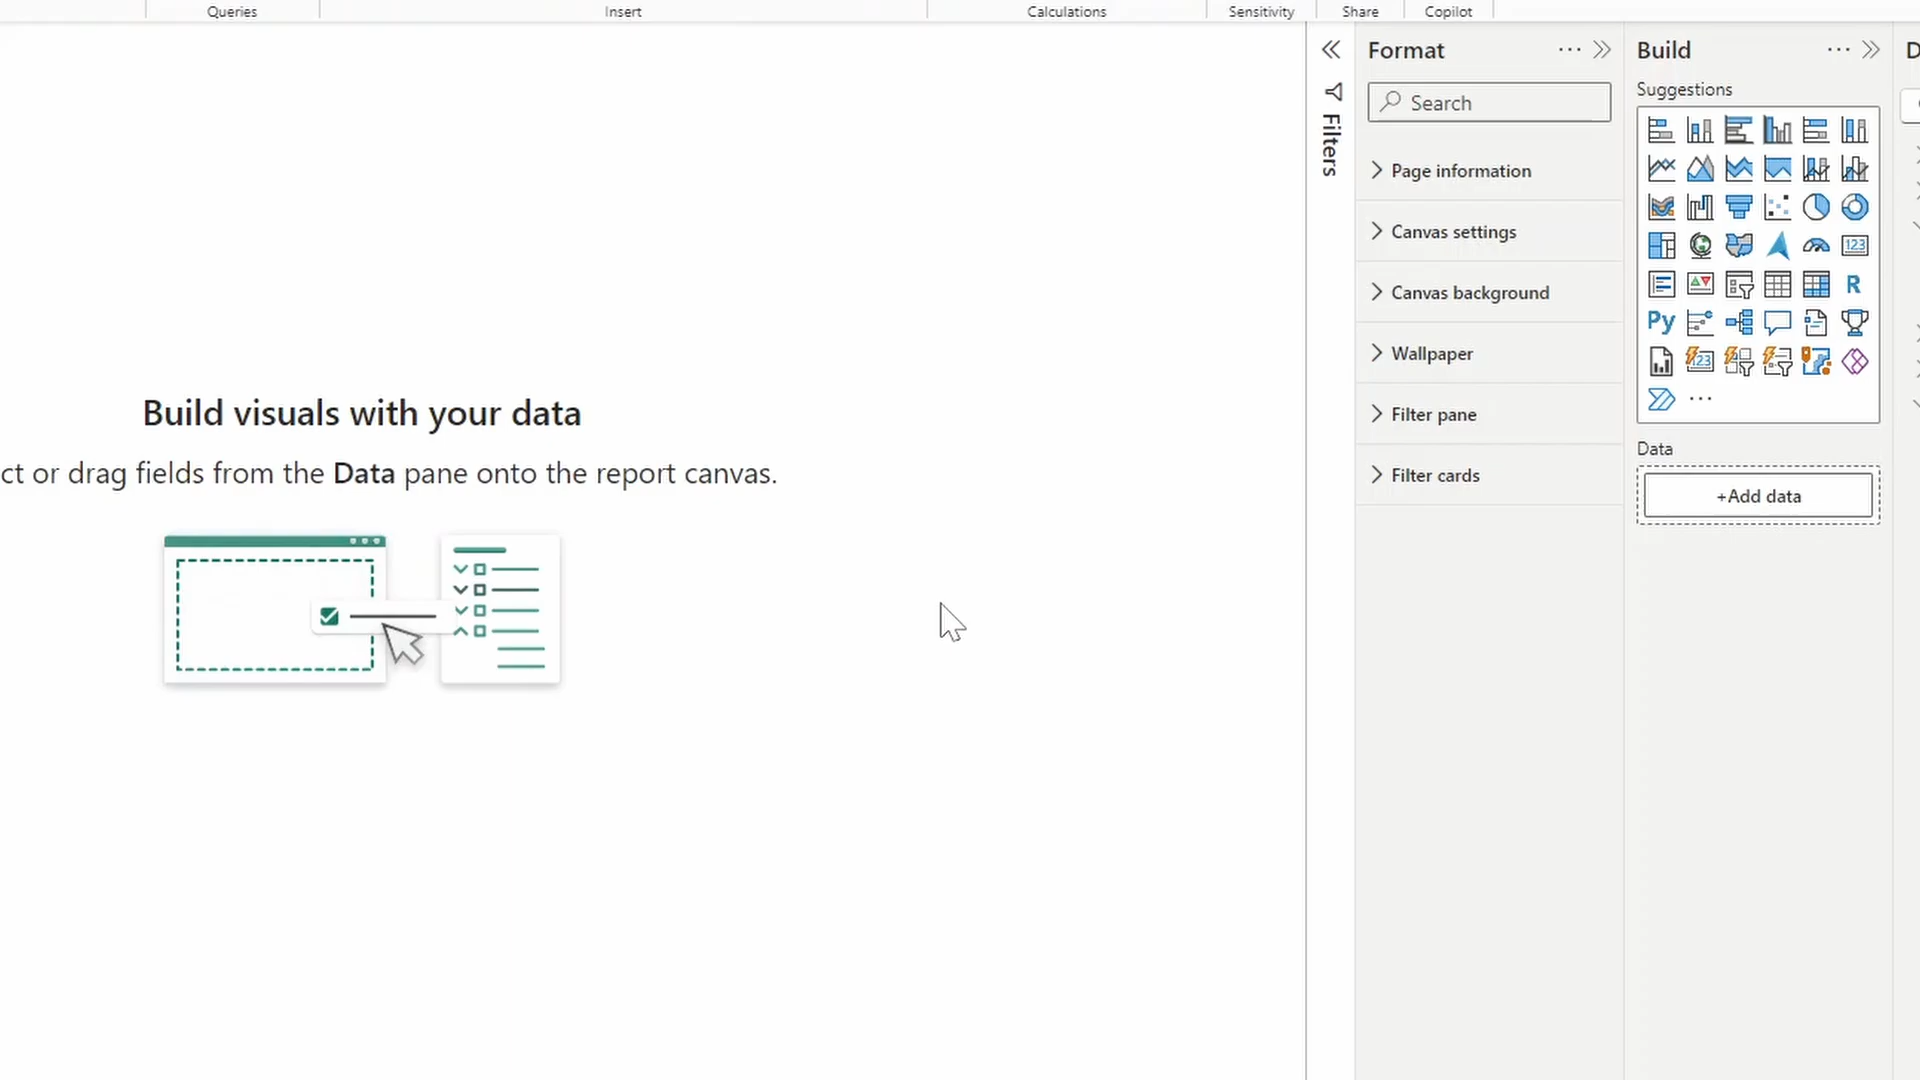 Queries
Insert
Calculations
Sensitivity
Share
Copilot
Filters
Format
Search
Page information
Canvas settings
Canvas background
Wallpaper
Filter pane
Filter cards
Build
Suggestions
123
R
Py
123
Data
+Add data
D
Build visuals with your data
ct or drag fields from the Data pane onto the report canvas.